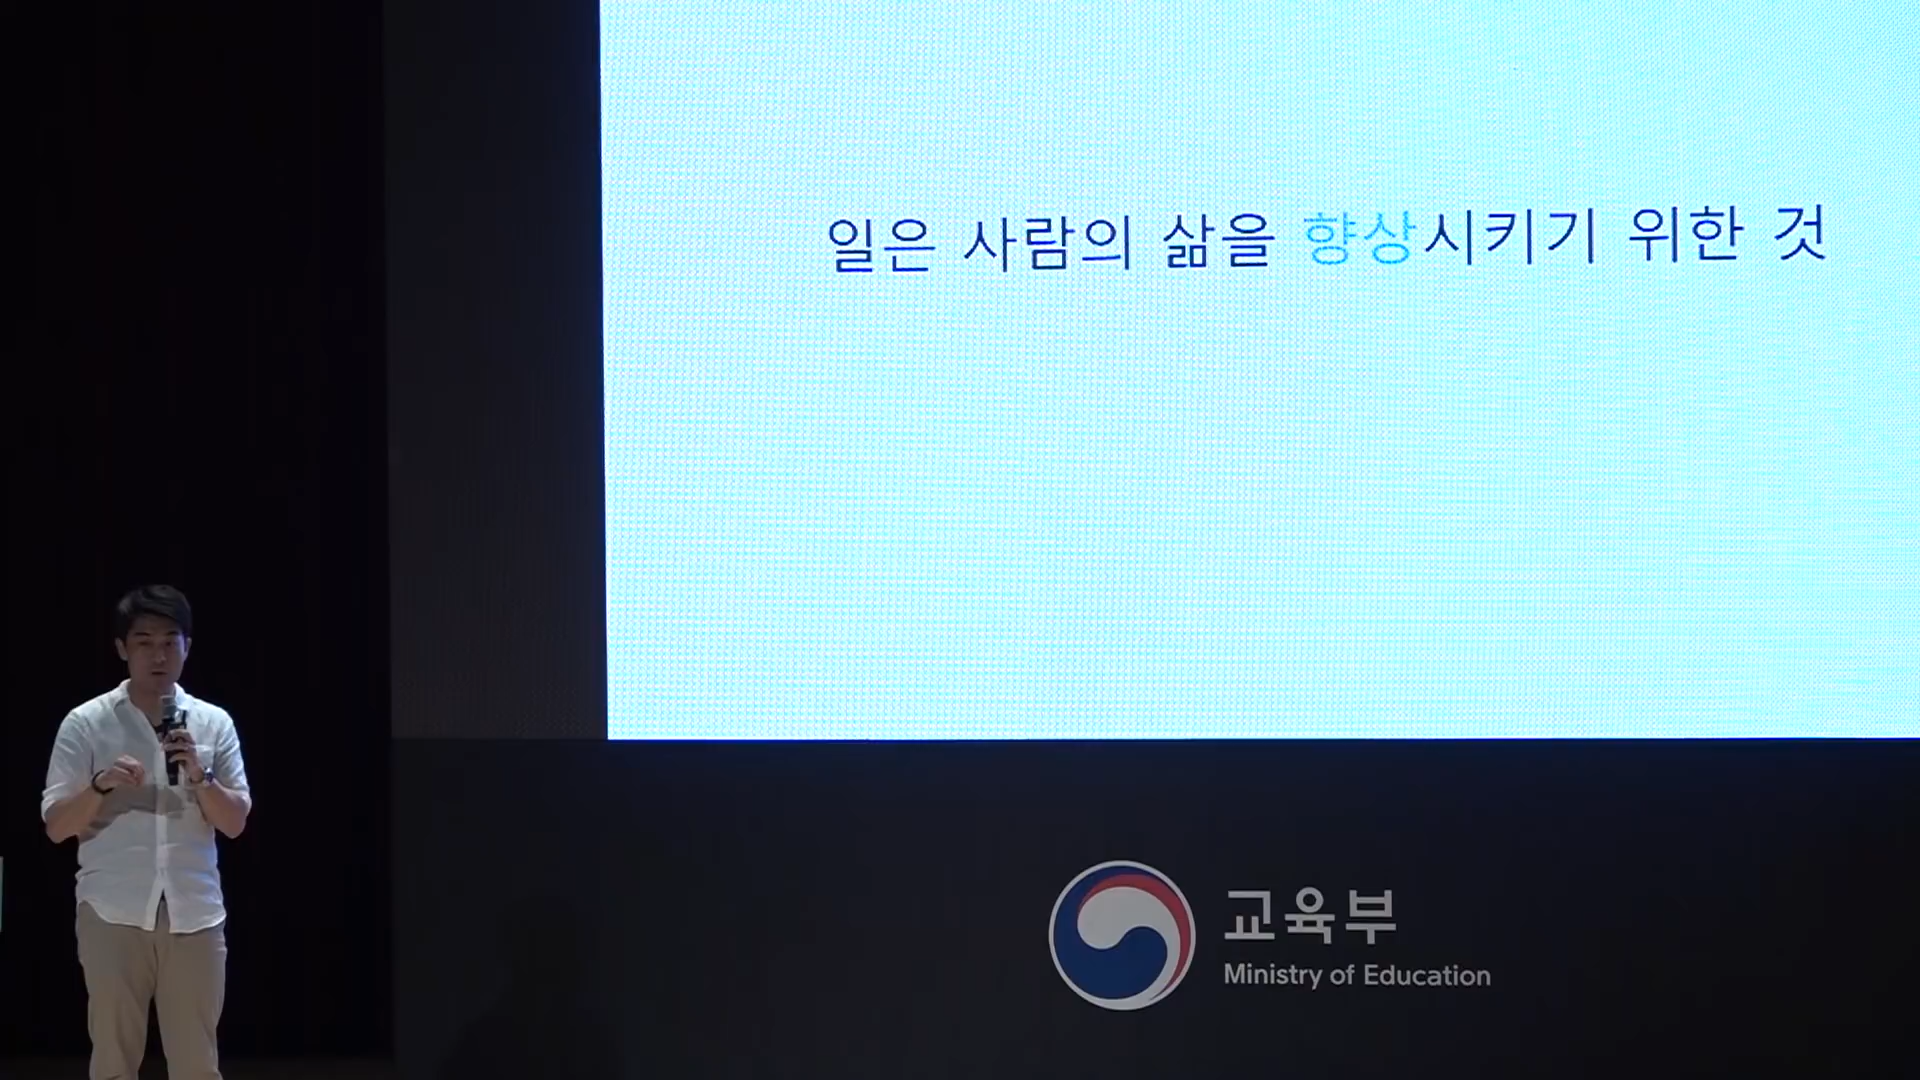 일은 사람의 삶을 향상시키기 위한 것
교육부
Ministry of Education